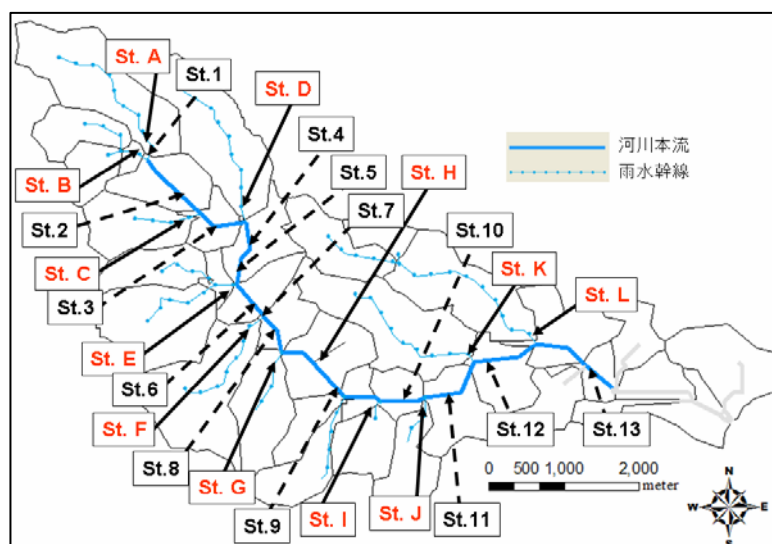 St. A
St.1
St. D
St.4
St.5
St. H
St.7
St.10
St. K
St. L
河川本流
雨水幹線
St. B
St.2
St. C
St.3
St. E
St.6
St. F
St.8
St. G
St.9
St. I
St. J
St.11
St.12
St.13
0 500 1,000 2,000
meter
N
W E
S